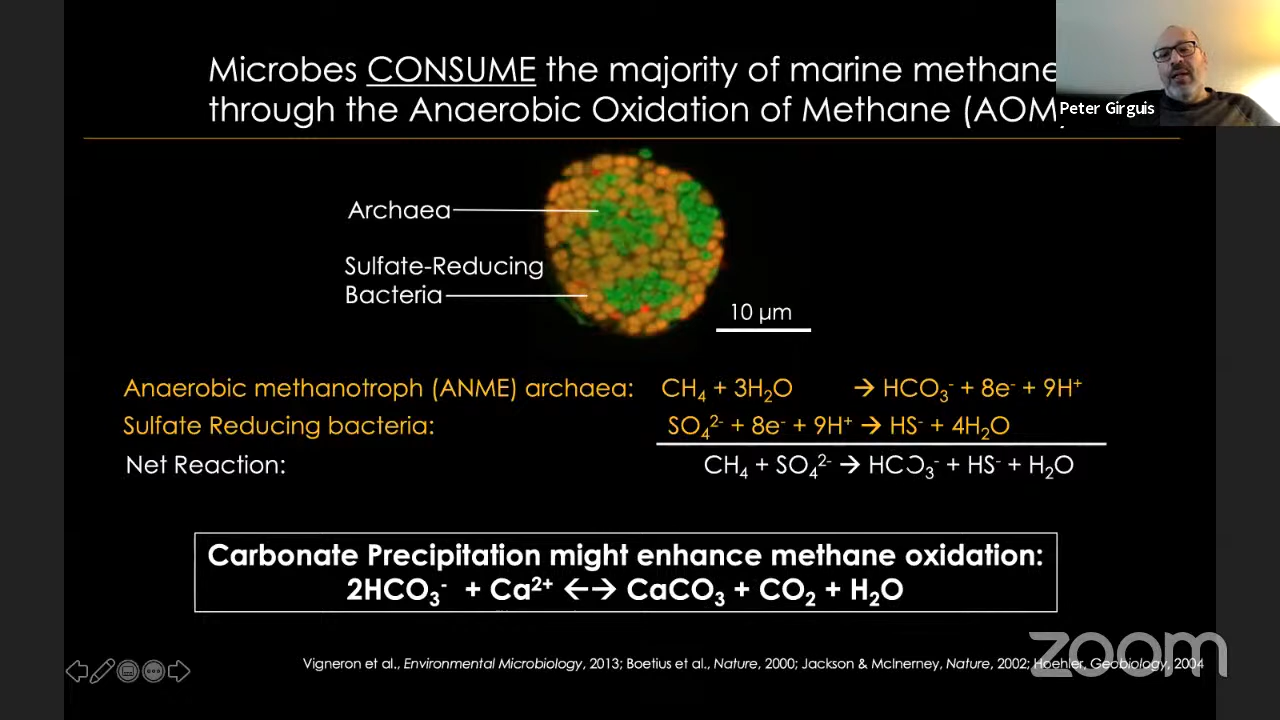 Microbes CONSUME the majority of marine methane
through the Anaerobic Oxidation of Methane (AOM)
Peter Girguis
Archaea
Sulfate-Reducing
Bacteria
10 µm
Anaerobic methanotroph (ANME) archaea: CH₄ + 3H₂O → HCO₃⁻ + 8e⁻ + 9H⁺
Sulfate Reducing bacteria: SO₄²⁻ + 8e⁻ + 9H⁺ → HS⁻ + 4H₂O
Net Reaction: CH₄ + SO₄²⁻ → HCO₃⁻ + HS⁻ + H₂O
Carbonate Precipitation might enhance methane oxidation:
2HCO₃⁻ + Ca²⁺ ←→ CaCO₃ + CO₂ + H₂O
Vigneron et al., Environmental Microbiology, 2013; Boetius et al., Nature, 2000; Jackson & McInerney, Nature, 2002; Hoehler, Geobiology, 2004
zoom